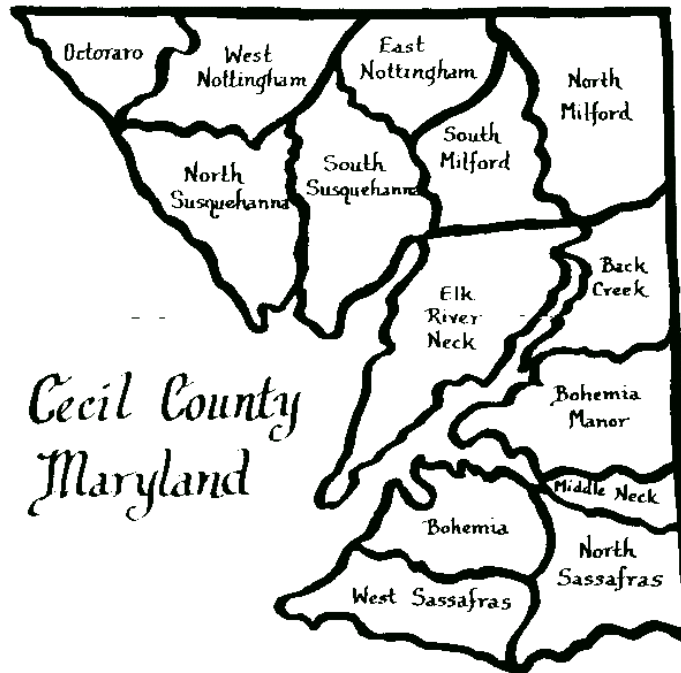 Octoraro
West
Nottingham
East
Nottingham
North
Milford
South
Milford
North
Susquehanna
South
Susquehanna
Back
Creek
Elk
River
Neck
Bohemia
Manor
Cecil County
Maryland
Middle Neck
Bohemia
North
Sassafras
West Sassafras